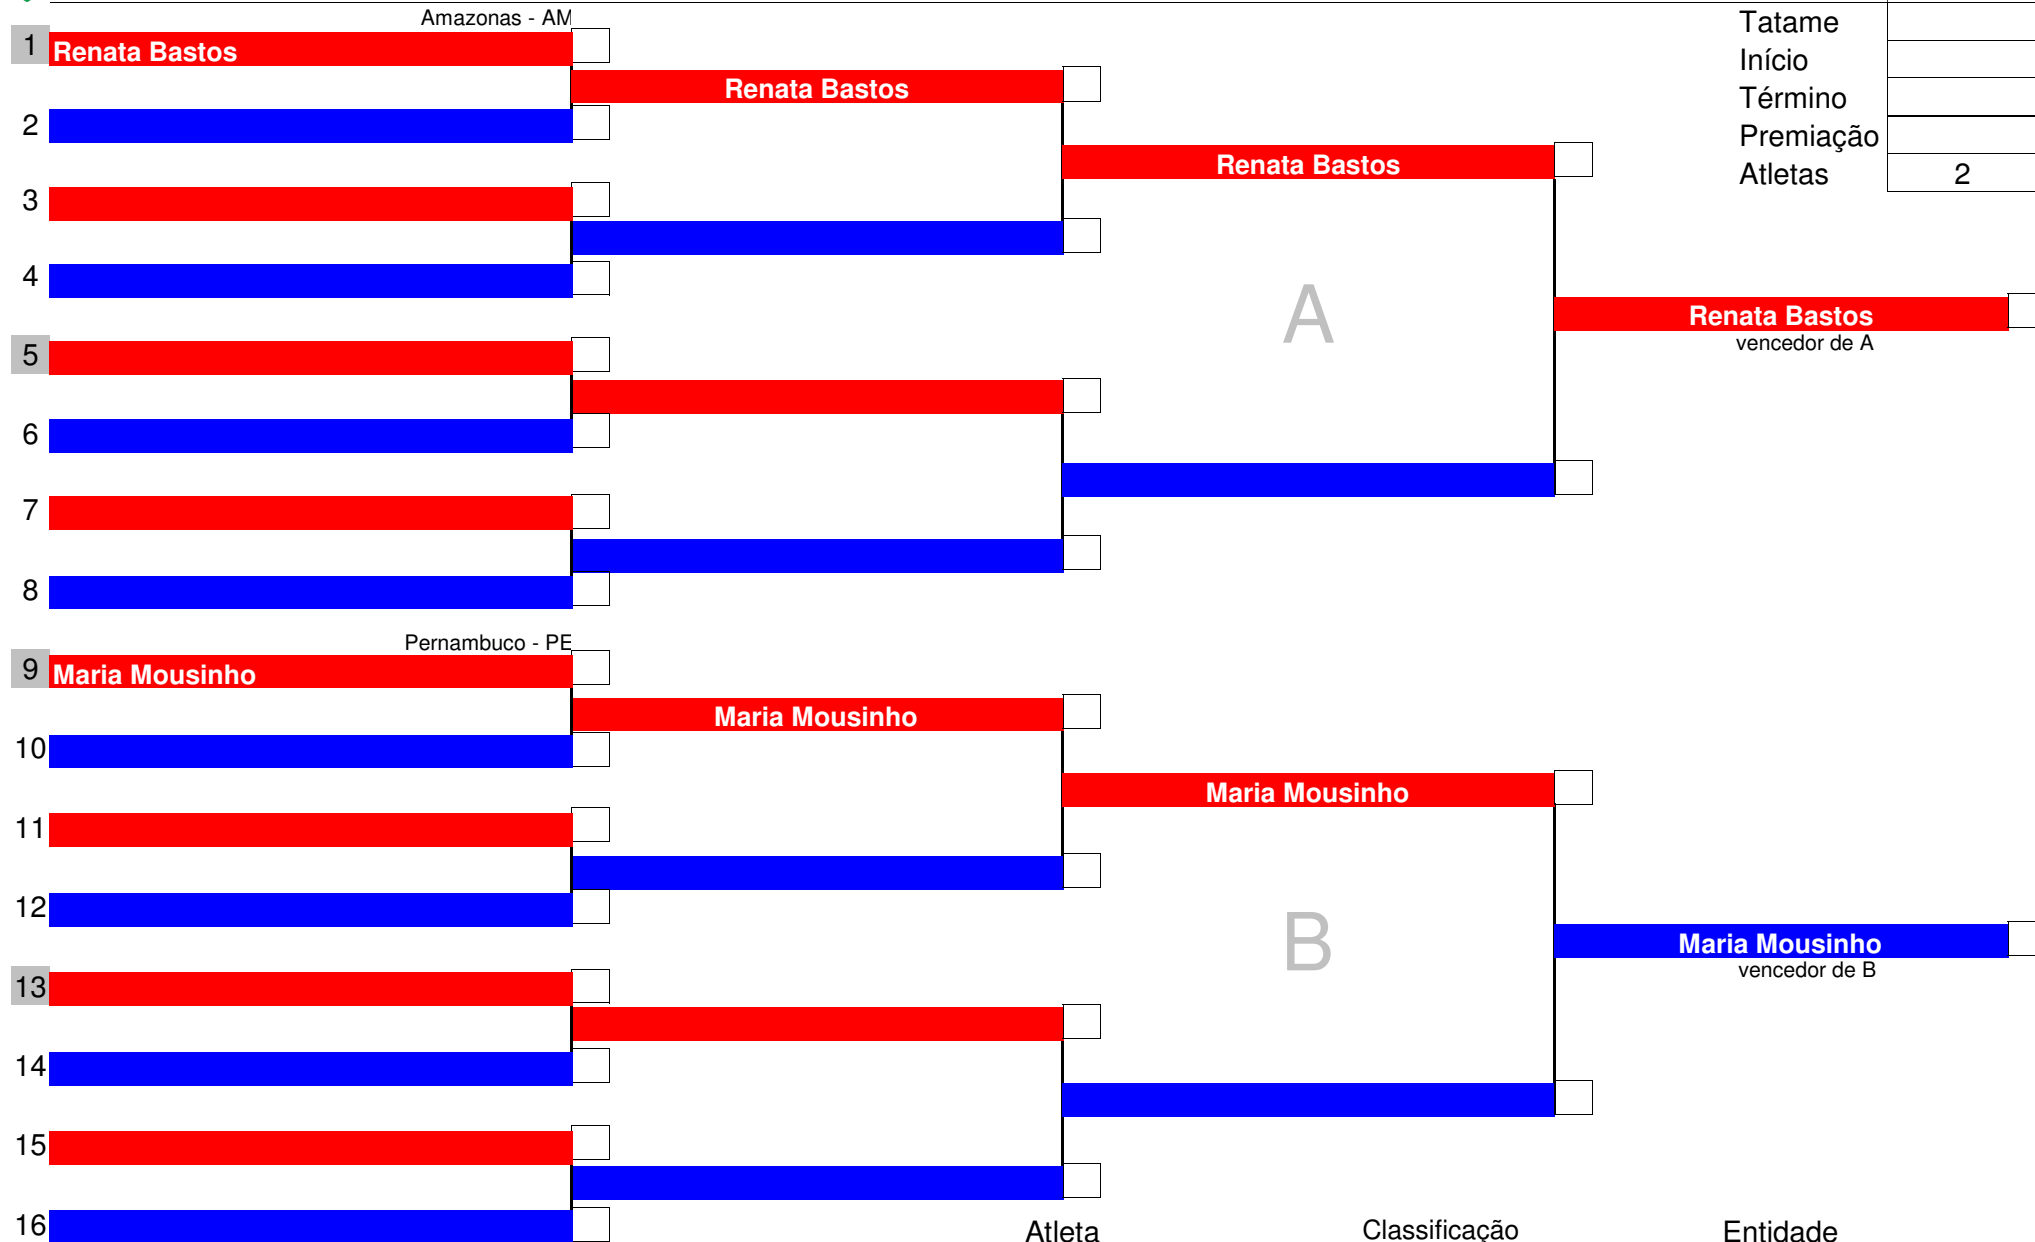 Amazonas - AM
Tatame
1 Renata Bastos
Início
Renata Bastos
Término
2
Premiação
Renata Bastos
Atletas 2
3
4
A
Renata Bastos
vencedor de A
5
6
7
8
Pernambuco - PE
9 Maria Mousinho
Maria Mousinho
10
Maria Mousinho
11
12
B
Maria Mousinho
vencedor de B
13
14
15
16
Atleta Classificação Entidade